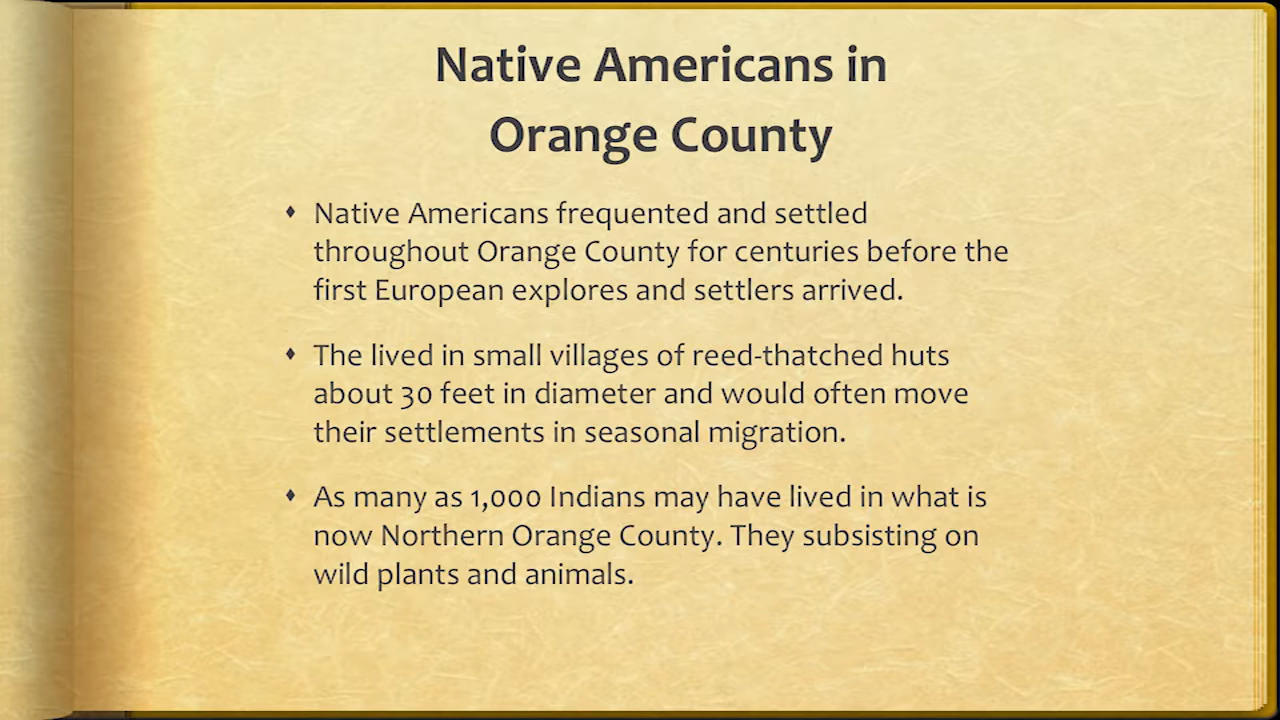 Native Americans in
Orange County
Native Americans frequented and settled
throughout Orange County for centuries before the
first European explores and settlers arrived.
The lived in small villages of reed-thatched huts
about 30 feet in diameter and would often move
their settlements in seasonal migration.
As many as 1,000 Indians may have lived in what is
now Northern Orange County. They subsisting on
wild plants and animals.